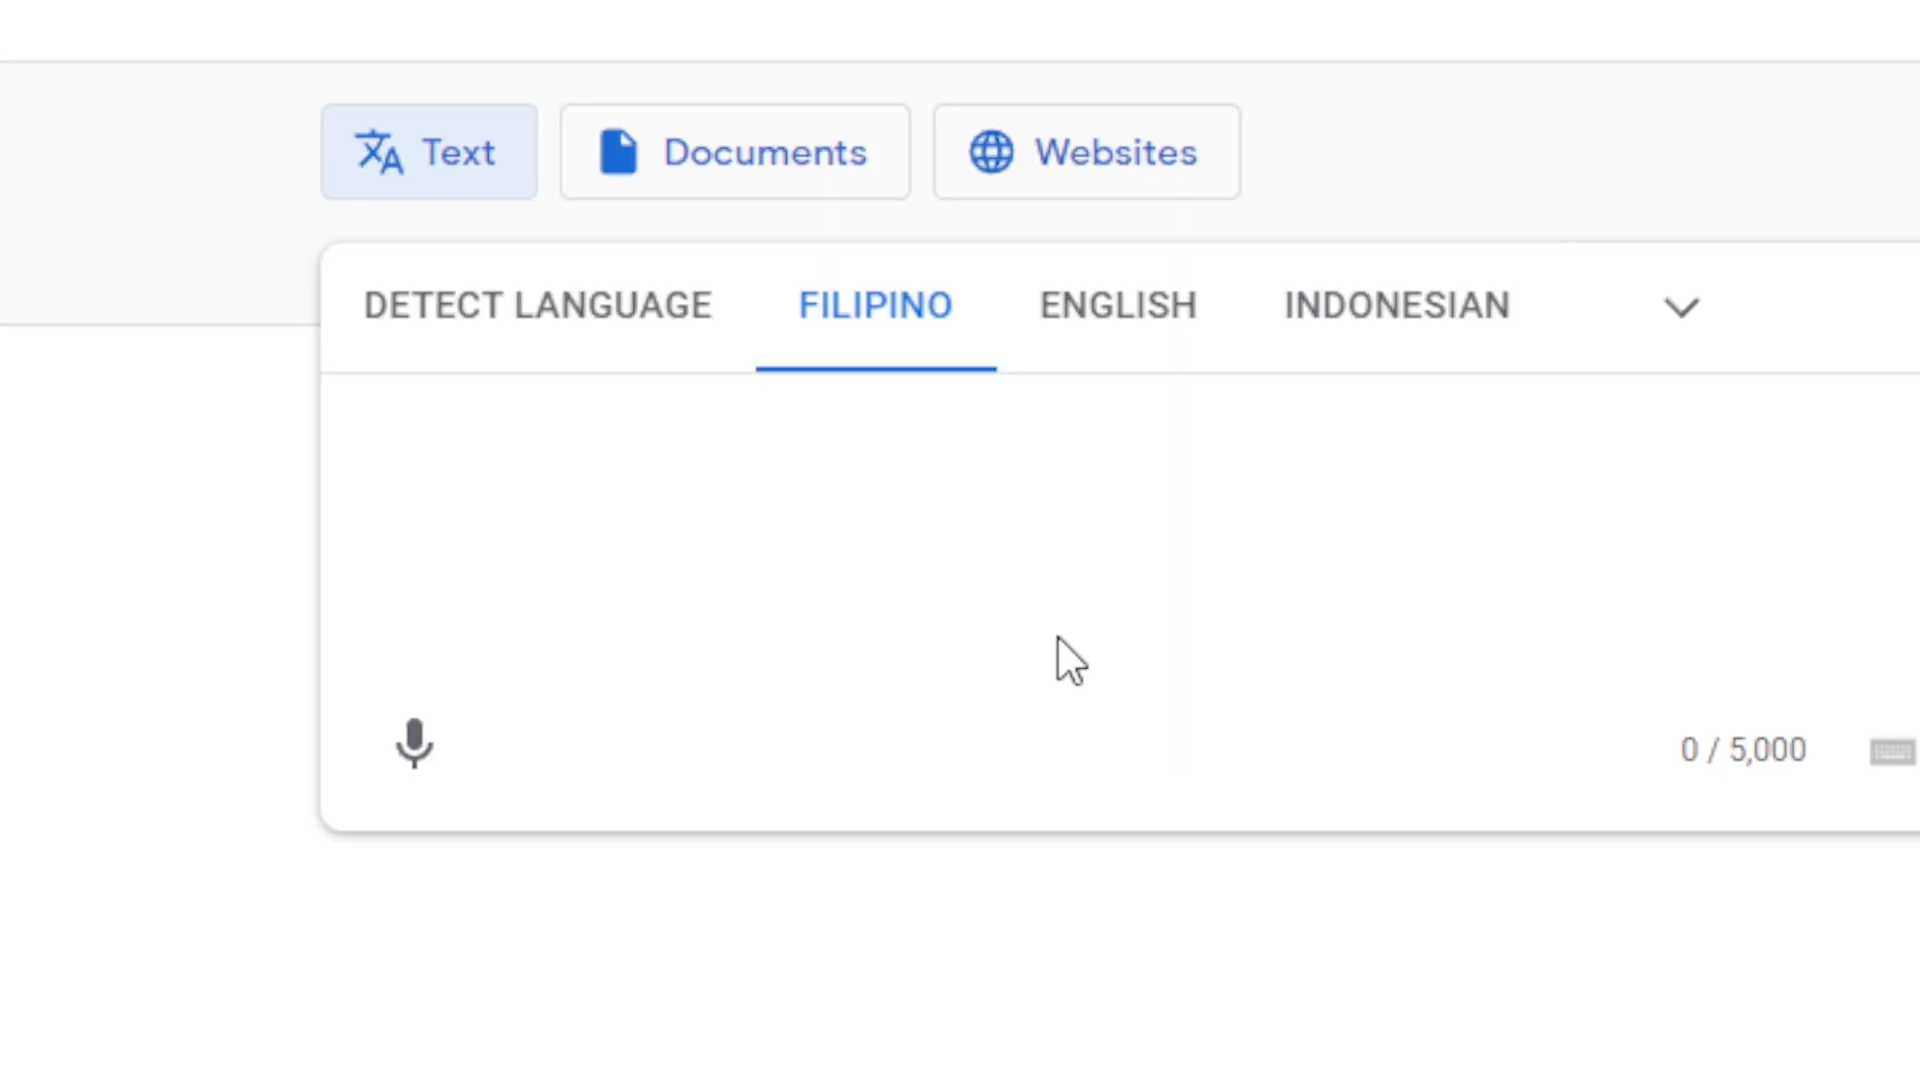 Text Documents Websites
DETECT LANGUAGE FILIPINO ENGLISH INDONESIAN
0 / 5,000